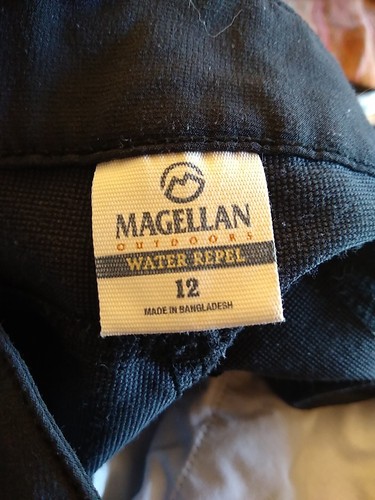 MAGELLAN
OUTDOORS
WATER REPEL
12
MADE IN BANGLADESH